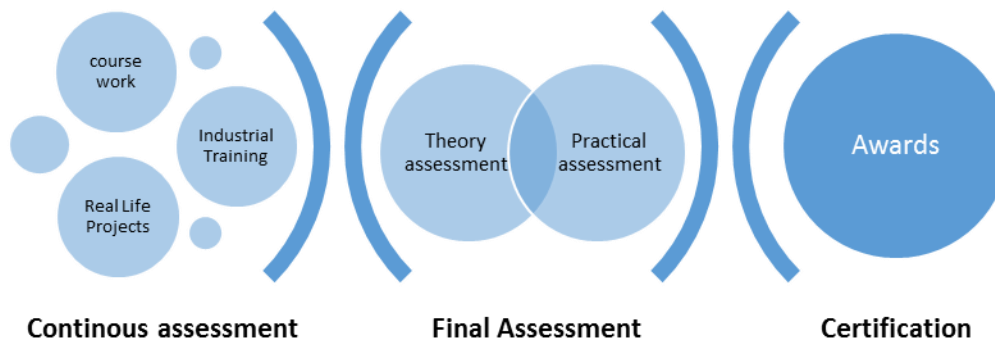 course
work
Industrial
Training
Real Life
Projects
Theory
assessment
Practical
assessment
Awards
Continous assessment
Final Assessment
Certification